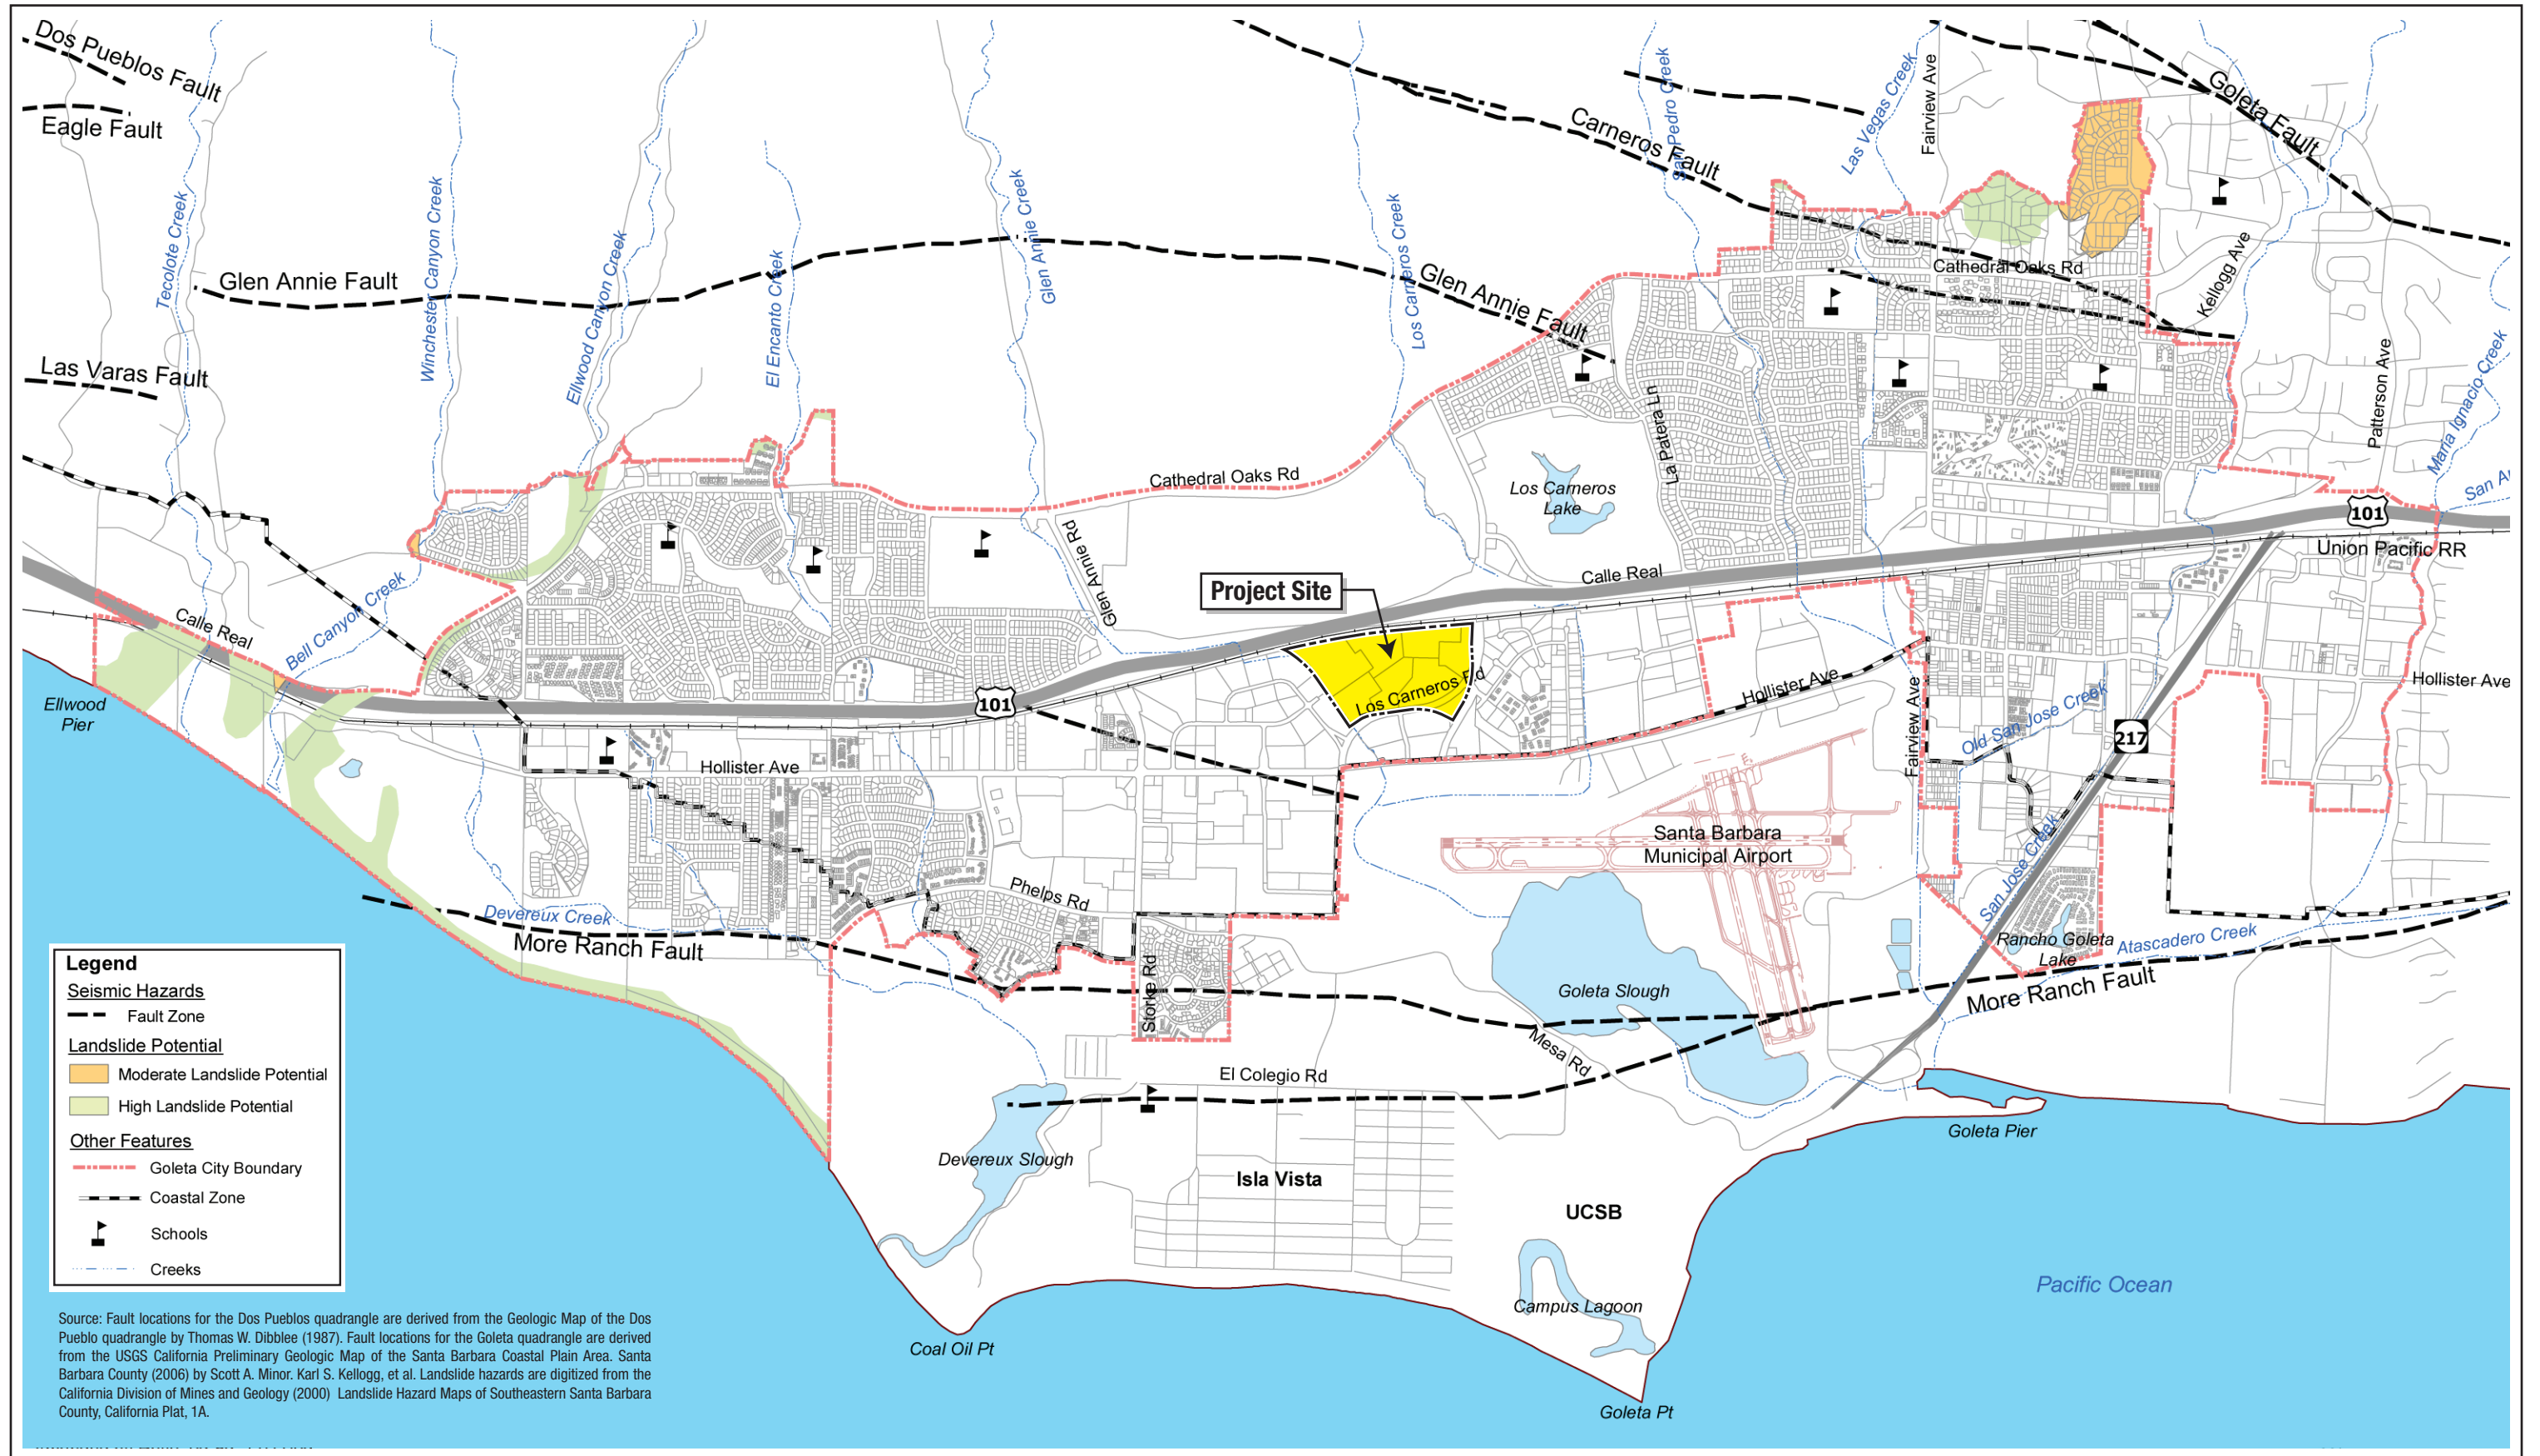 Dos Pueblos Fault
Eagle Fault
Tecolote Creek
Winchester Canyon Creek
Ellwood Canyon Creek
El Encanto Creek
Glen Annie Creek
Los Carneros Creek
San Pedro Creek
Las Vegas Creek
Fairview Ave
Goleta Fault
Carneros Fault
Glen Annie Fault
Glen Annie Fault
Cathedral Oaks Rd
Kellogg Ave
Patterson Ave
Maria Ignacio Creek
Las Varas Fault
La Patera Ln
Cathedral Oaks Rd
Los Carneros
Lake
101
Union Pacific RR
Glen Annie Rd
Calle Real
Project Site
Calle Real
Bell Canyon Creek
Los Carneros Rd
Hollister Ave
Hollister Ave
Ellwood
Pier
101
Fairview Ave
Old San Jose Creek
217
Hollister Ave
Santa Barbara
Municipal Airport
San Jose Creek
Phelps Rd
Devereux Creek
More Ranch Fault
Rancho Goleta
Lake
Atascadero Creek
More Ranch Fault
Storke Rd
Goleta Slough
Mesa Rd
El Colegio Rd
Goleta Pier
Devereux Slough
Isla Vista
UCSB
Pacific Ocean
Campus Lagoon
Coal Oil Pt
Goleta Pt
Legend
Seismic Hazards
Fault Zone
Landslide Potential
Moderate Landslide Potential
High Landslide Potential
Other Features
Goleta City Boundary
Coastal Zone
Schools
Creeks
Source: Fault locations for the Dos Pueblos quadrangle are derived from the Geologic Map of the Dos
Pueblo quadrangle by Thomas W. Dibblee (1987). Fault locations for the Goleta quadrangle are derived
from the USGS California Preliminary Geologic Map of the Santa Barbara Coastal Plain Area. Santa
Barbara County (2006) by Scott A. Minor. Karl S. Kellogg, et al. Landslide hazards are digitized from the
California Division of Mines and Geology (2000) Landslide Hazard Maps of Southeastern Santa Barbara
County, California Plat, 1A.